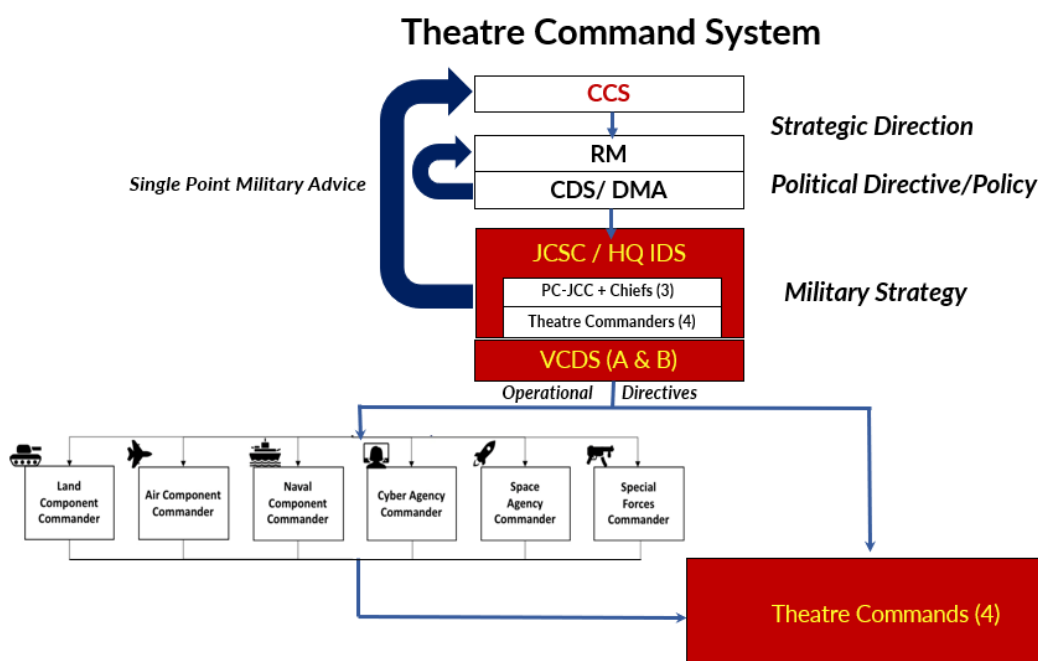 Theatre Command System
CCS
Strategic Direction
RM
Single Point Military Advice
CDS/ DMA
Political Directive/Policy
JCSC / HQ IDS
PC-JCC + Chiefs (3)
Military Strategy
Theatre Commanders (4)
VCDS (A & B)
Operational Directives
Land
Component
Commander
Air Component
Commander
Naval
Component
Commander
Cyber Agency
Commander
Space
Agency
Commander
Special
Forces
Commander
Theatre Commands (4)